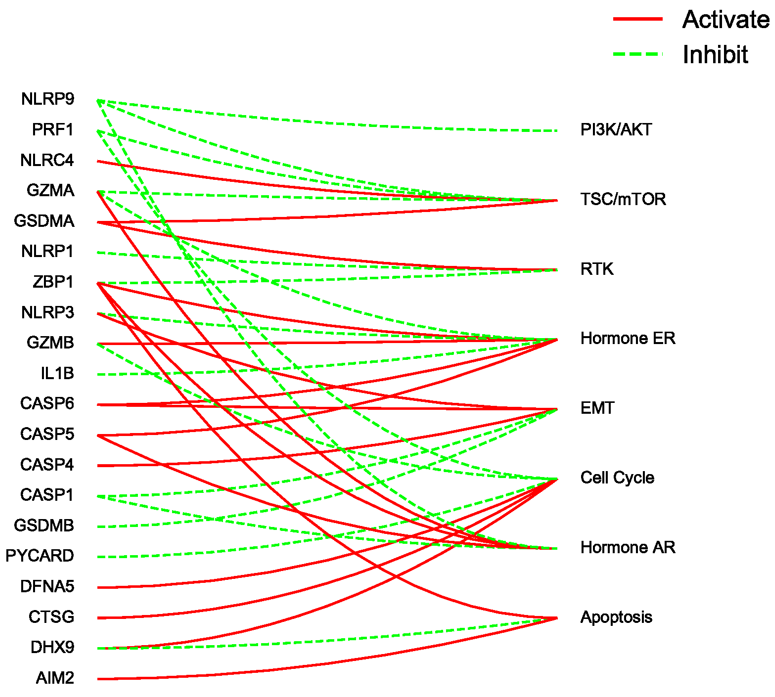 Activate
Inhibit
NLRP9
PRF1
NLRC4
GZMA
GSDMA
NLRP1
ZBP1
NLRP3
GZMB
IL1B
CASP6
CASP5
CASP4
CASP1
GSDMB
PYCARD
DFNA5
CTSG
DHX9
AIM2
PI3K/AKT
TSC/mTOR
RTK
Hormone ER
EMT
Cell Cycle
Hormone AR
Apoptosis